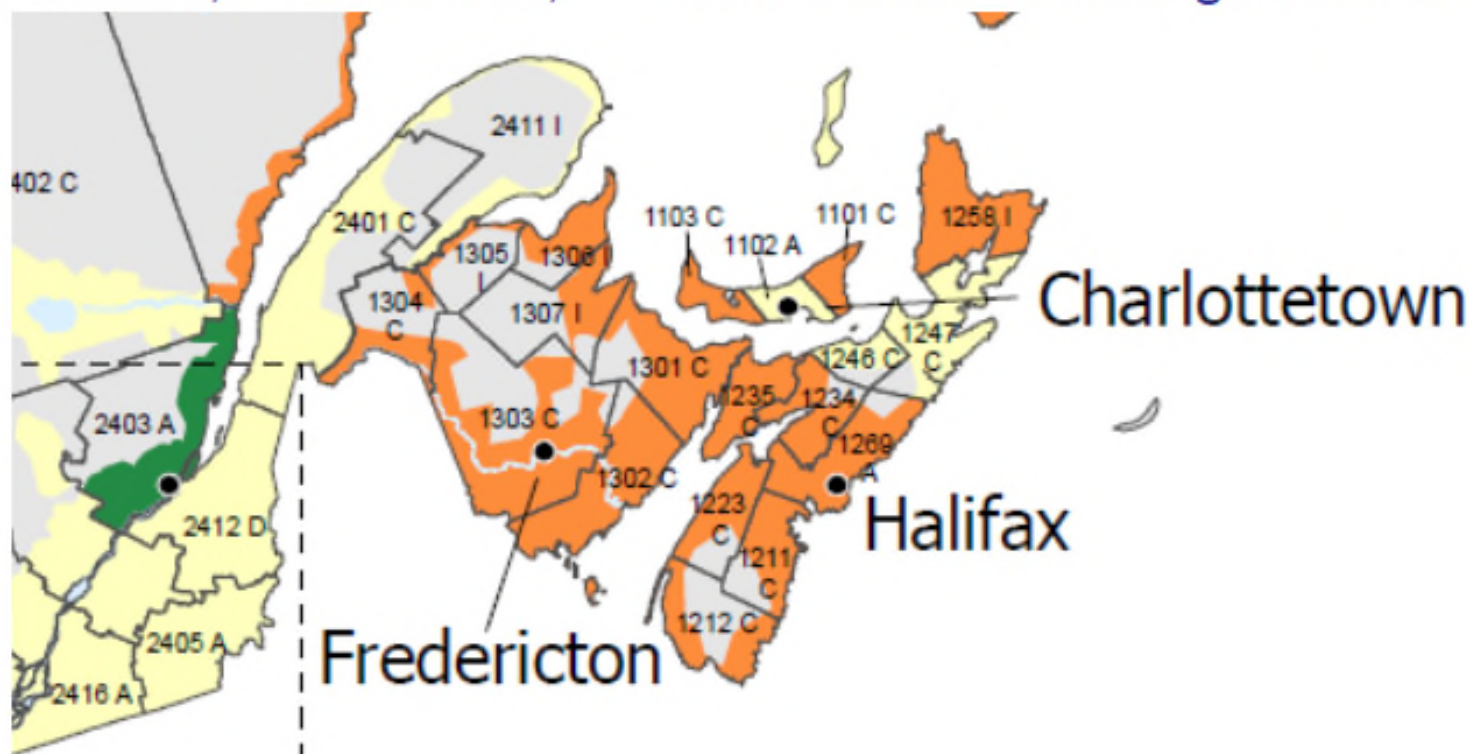 2411 I
402 C
2401 C
1103 C
1101 C
1258 I
1102 A
1305
I
1306 I
1304
C
1307 I
Charlottetown
1247
C
1246 C
1301 C
1235
C
1234
C
2403 A
1303 C
1269
A
1302 C
1223
C
Halifax
2412 D
1211
C
1212 C
2405 A
Fredericton
2416 A